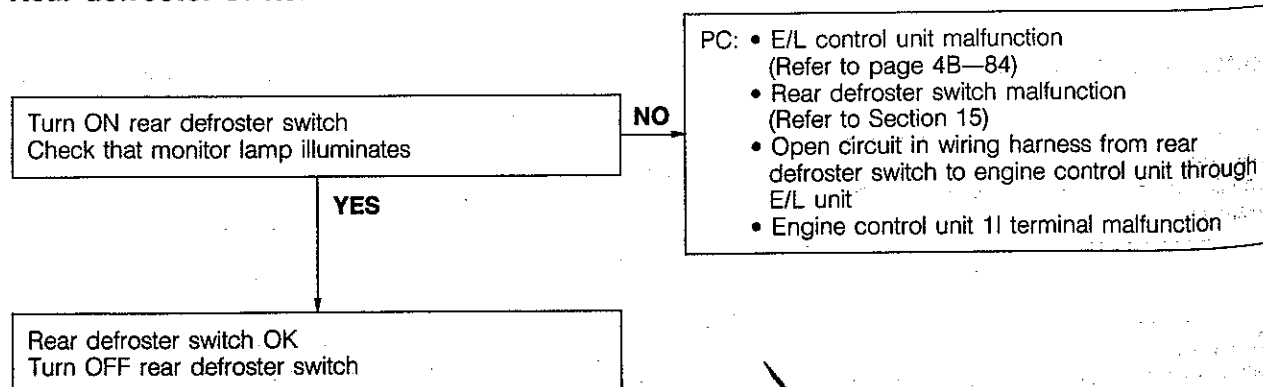 Rear defroster
Turn ON rear defroster switch
Check that monitor lamp illuminates
NO
PC: • E/L control unit malfunction
(Refer to page 4B—84)
• Rear defroster switch malfunction
(Refer to Section 15)
• Open circuit in wiring harness from rear
defroster switch to engine control unit through
E/L unit
• Engine control unit 1I terminal malfunction
YES
Rear defroster switch OK
Turn OFF rear defroster switch